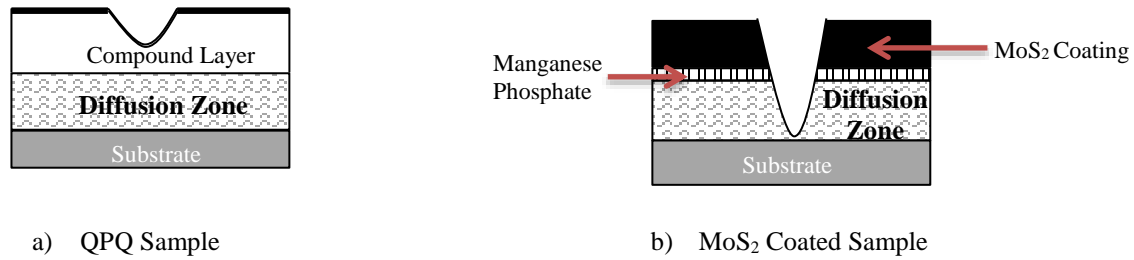 Compound Layer
Diffusion Zone
Substrate
a) QPQ Sample
Manganese
Phosphate
MoS₂ Coating
Diffusion
Zone
Substrate
b) MoS₂ Coated Sample